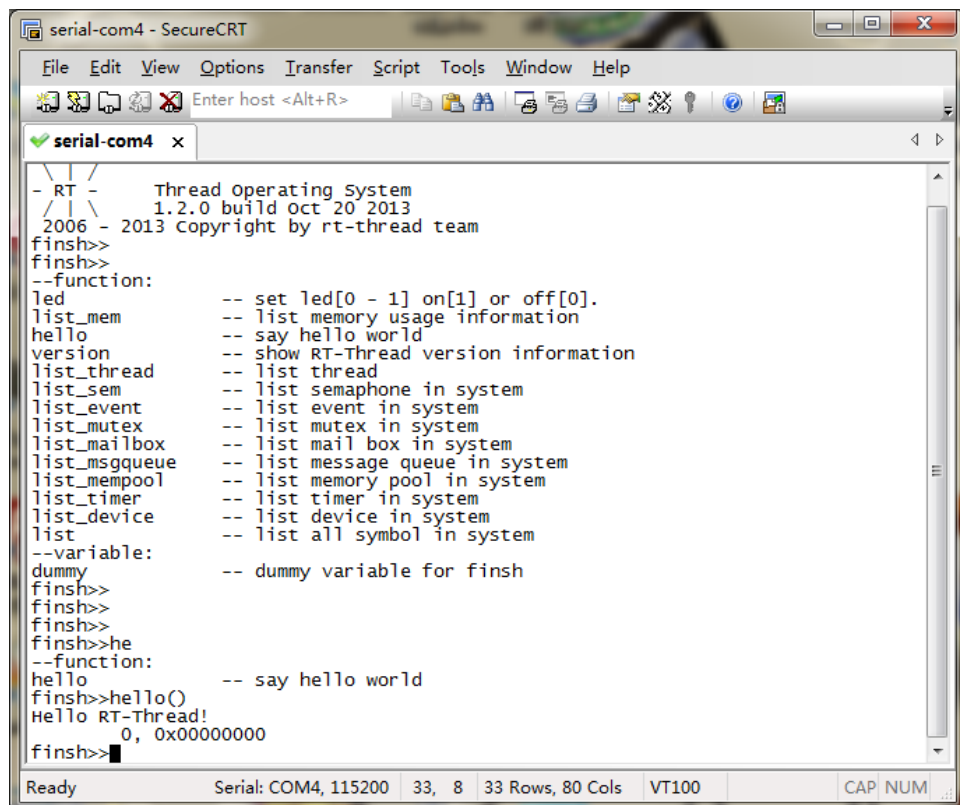 serial-com4 - SecureCRT
File Edit View Options Transfer Script Tools Window Help
Enter host <Alt+R>
serial-com4 x
\ | /
- RT -     Thread Operating System
/ | \     1.2.0 build Oct 20 2013
2006 - 2013 Copyright by rt-thread team
finsh>>
finsh>>
--function:
led              -- set led[0 - 1] on[1] or off[0].
list_mem         -- list memory usage information
hello            -- say hello world
version          -- show RT-Thread version information
list_thread      -- list thread
list_sem         -- list semaphone in system
list_event       -- list event in system
list_mutex       -- list mutex in system
list_mailbox     -- list mail box in system
list_msgqueue    -- list message queue in system
list_mempool     -- list memory pool in system
list_timer       -- list timer in system
list_device      -- list device in system
list             -- list all symbol in system
--variable:
dummy            -- dummy variable for finsh
finsh>>
finsh>>
finsh>>
finsh>>he
--function:
hello            -- say hello world
finsh>>hello()
Hello RT-Thread!
0, 0x00000000
finsh>>
Ready Serial: COM4, 115200 33, 8 33 Rows, 80 Cols VT100 CAP NUM